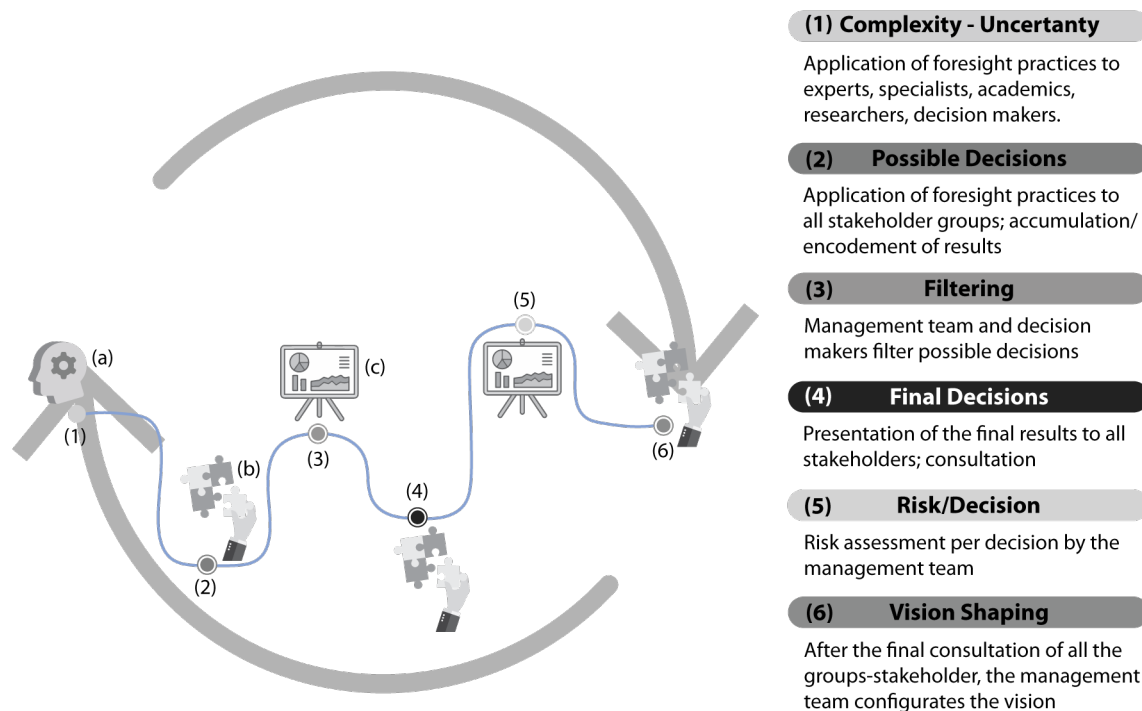 (1) Complexity - Uncertanty
Application of foresight practices to
experts, specialists, academics,
researchers, decision makers.
(2) Possible Decisions
Application of foresight practices to
all stakeholder groups; accumulation/
encodement of results
(3) Filtering
Management team and decision
makers filter possible decisions
(4) Final Decisions
Presentation of the final results to all
stakeholders; consultation
(5) Risk/Decision
Risk assessment per decision by the
management team
(6) Vision Shaping
After the final consultation of all the
groups-stakeholder, the management
team configurates the vision
(a)
(1)
(b)
(2)
(c)
(3)
(4)
(5)
(6)